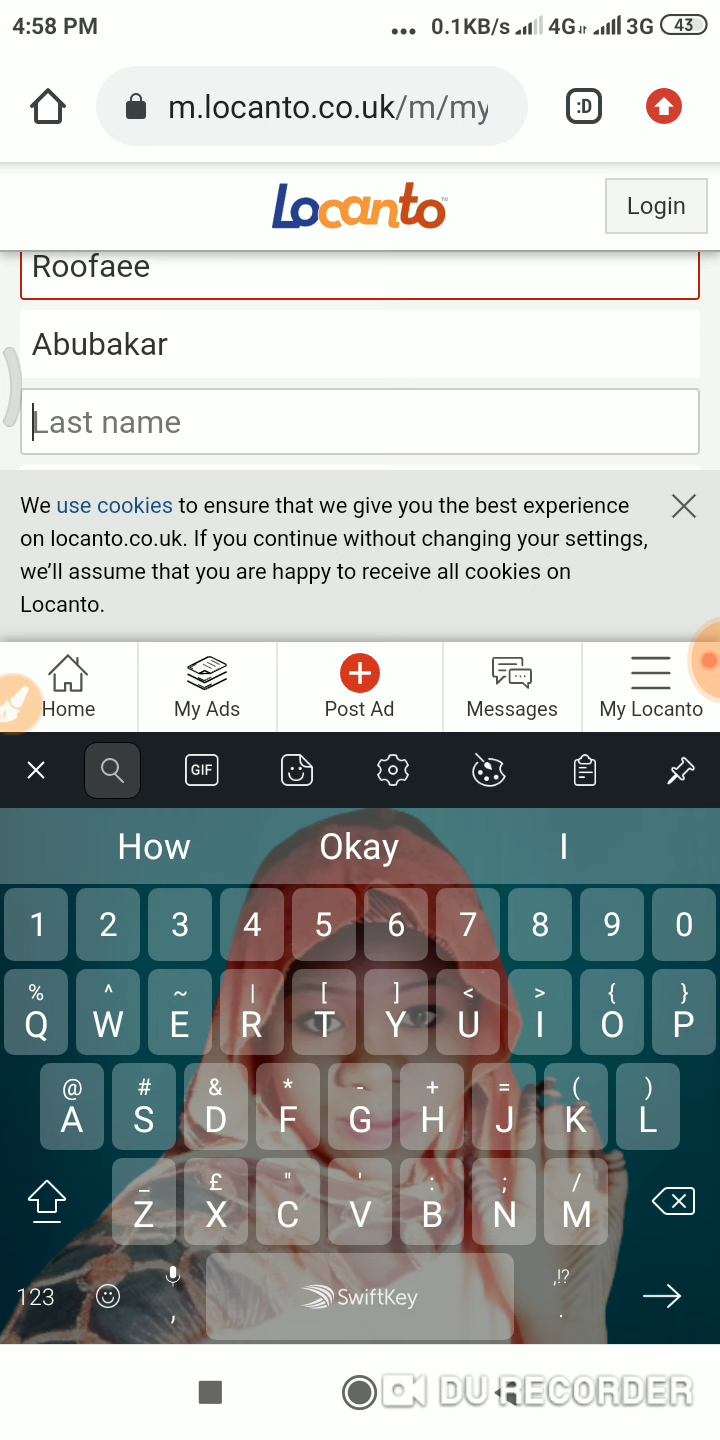 4:58 PM ... 0.1KB/s 4G 3G 43
m.locanto.co.uk/m/my :D
Locanto™ Login
Roofaee
Abubakar
Last name
We use cookies to ensure that we give you the best experience
on locanto.co.uk. If you continue without changing your settings,
we'll assume that you are happy to receive all cookies on
Locanto.
Home My Ads Post Ad Messages My Locanto
GIF
How Okay I
1 2 3 4 5 6 7 8 9 0
% ^ ~ | [ ] < > { }
Q W E R T Y U I O P
@ # & * - + = ( )
A S D F G H J K L
_ £ " ' : ; /
Z X C V B N M
,!?
123 , SwiftKey .
DU RECORDER